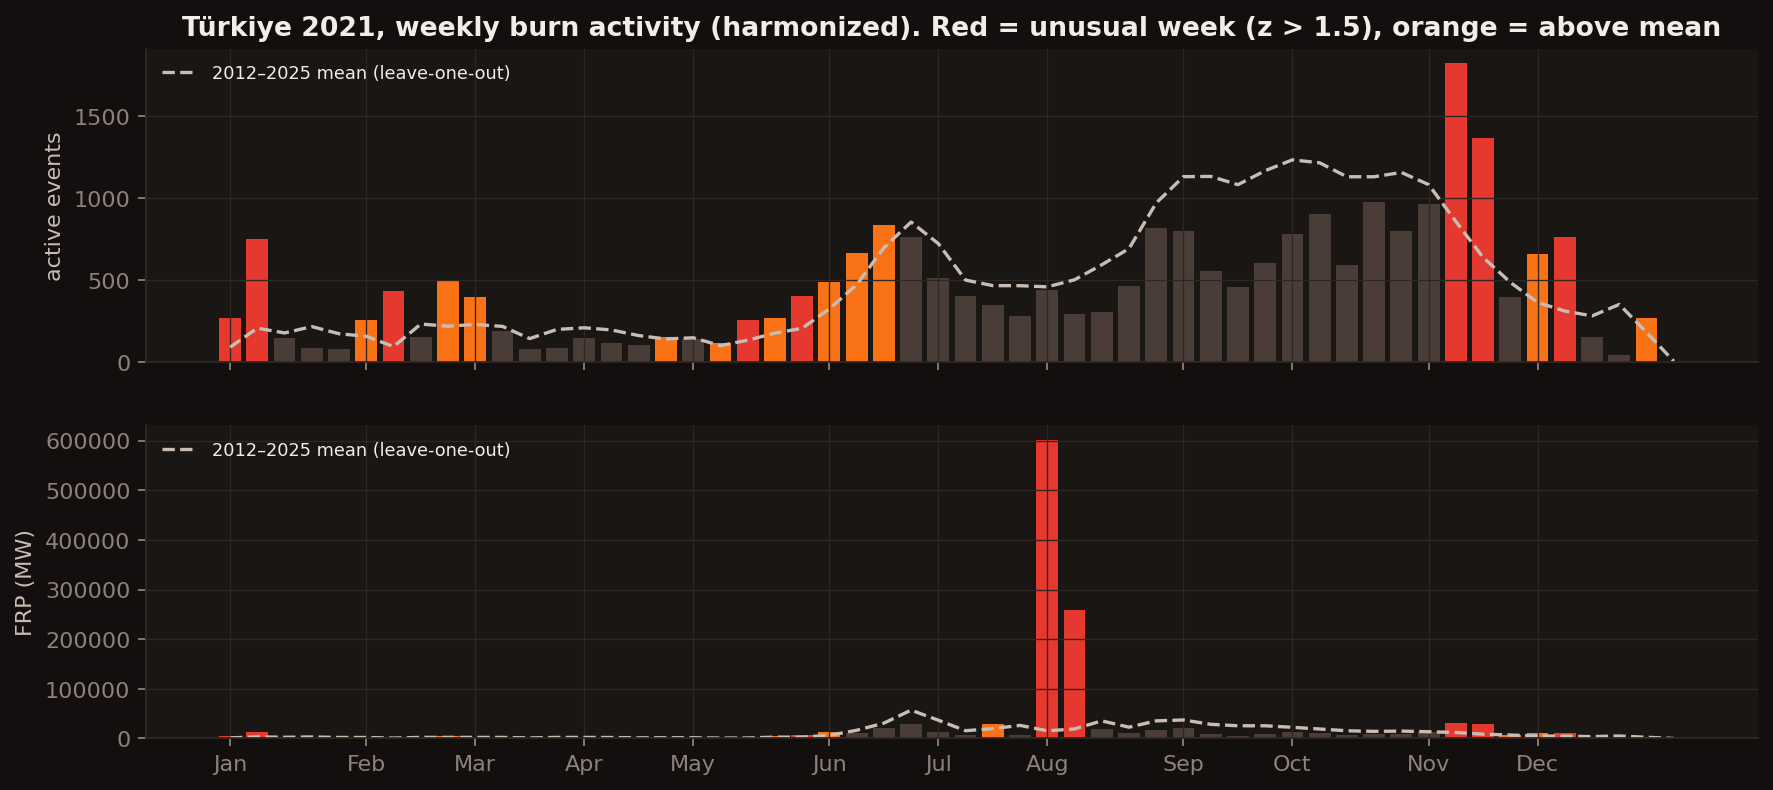 Türkiye 2021, weekly burn activity (harmonized). Red = unusual week (z > 1.5), orange = above mean
2012–2025 mean (leave-one-out)
active events
1500
1000
500
0
2012–2025 mean (leave-one-out)
FRP (MW)
600000
500000
400000
300000
200000
100000
0
Jan Feb Mar Apr May Jun Jul Aug Sep Oct Nov Dec